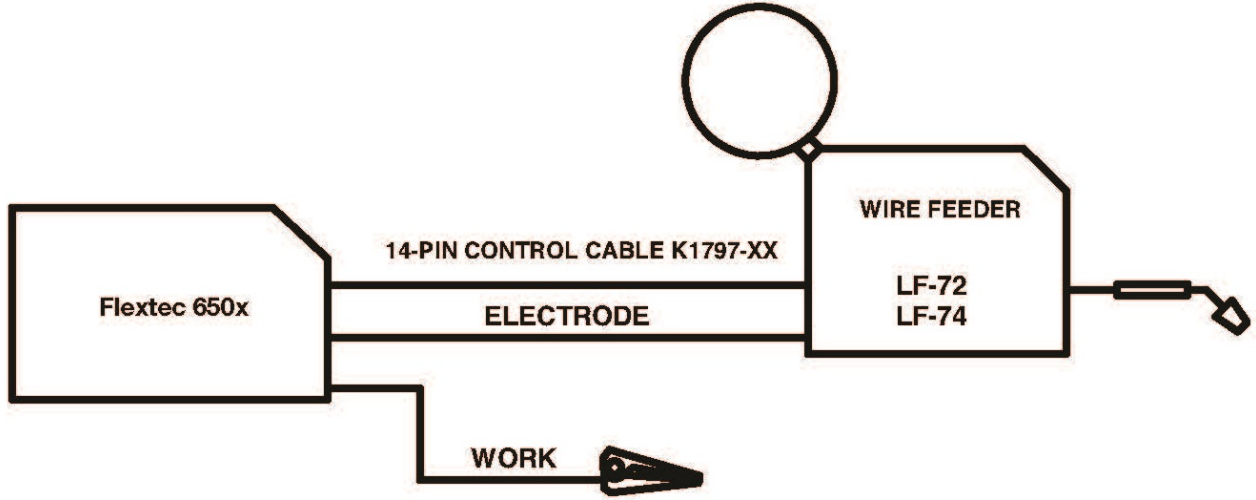 WIRE FEEDER
14-PIN CONTROL CABLE K1797-XX
Flextec 650x
ELECTRODE
LF-72
LF-74
WORK